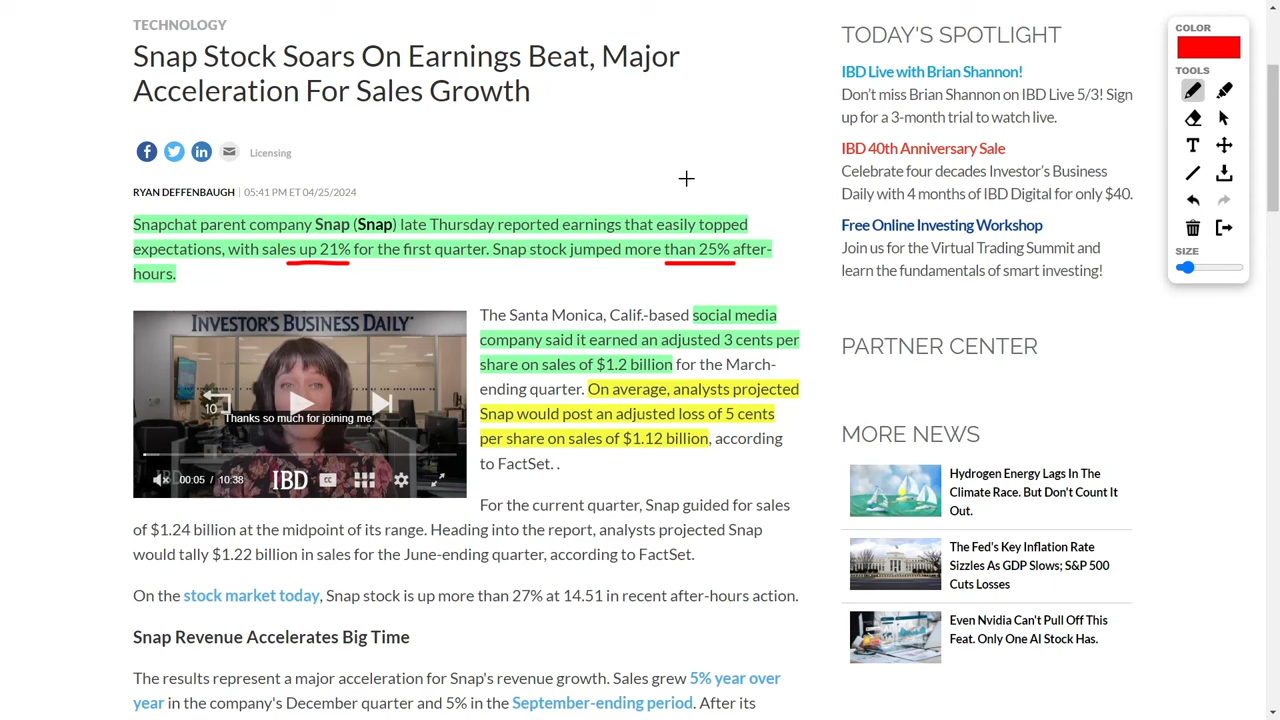 TECHNOLOGY
Snap Stock Soars On Earnings Beat, Major
Acceleration For Sales Growth
Licensing
RYAN DEFFENBAUGH | 05:41 PM ET 04/25/2024
Snapchat parent company Snap (Snap) late Thursday reported earnings that easily topped
expectations, with sales up 21% for the first quarter. Snap stock jumped more than 25% after-
hours.
INVESTOR'S BUSINESS DAILY
10
Thanks so much for joining me.
00:05 / 10:38
IBD
CC
The Santa Monica, Calif.-based social media
company said it earned an adjusted 3 cents per
share on sales of $1.2 billion for the March-
ending quarter. On average, analysts projected
Snap would post an adjusted loss of 5 cents
per share on sales of $1.12 billion, according
to FactSet. .
For the current quarter, Snap guided for sales
of $1.24 billion at the midpoint of its range. Heading into the report, analysts projected Snap
would tally $1.22 billion in sales for the June-ending quarter, according to FactSet.
On the stock market today, Snap stock is up more than 27% at 14.51 in recent after-hours action.
Snap Revenue Accelerates Big Time
The results represent a major acceleration for Snap's revenue growth. Sales grew 5% year over
year in the company's December quarter and 5% in the September-ending period. After its
TODAY'S SPOTLIGHT
IBD Live with Brian Shannon!
Don't miss Brian Shannon on IBD Live 5/3! Sign
up for a 3-month trial to watch live.
IBD 40th Anniversary Sale
Celebrate four decades Investor's Business
Daily with 4 months of IBD Digital for only $40.
Free Online Investing Workshop
Join us for the Virtual Trading Summit and
learn the fundamentals of smart investing!
PARTNER CENTER
MORE NEWS
Hydrogen Energy Lags In The
Climate Race. But Don't Count It
Out.
The Fed's Key Inflation Rate
Sizzles As GDP Slows; S&P 500
Cuts Losses
Even Nvidia Can't Pull Off This
Feat. Only One AI Stock Has.
COLOR
TOOLS
T
SIZE